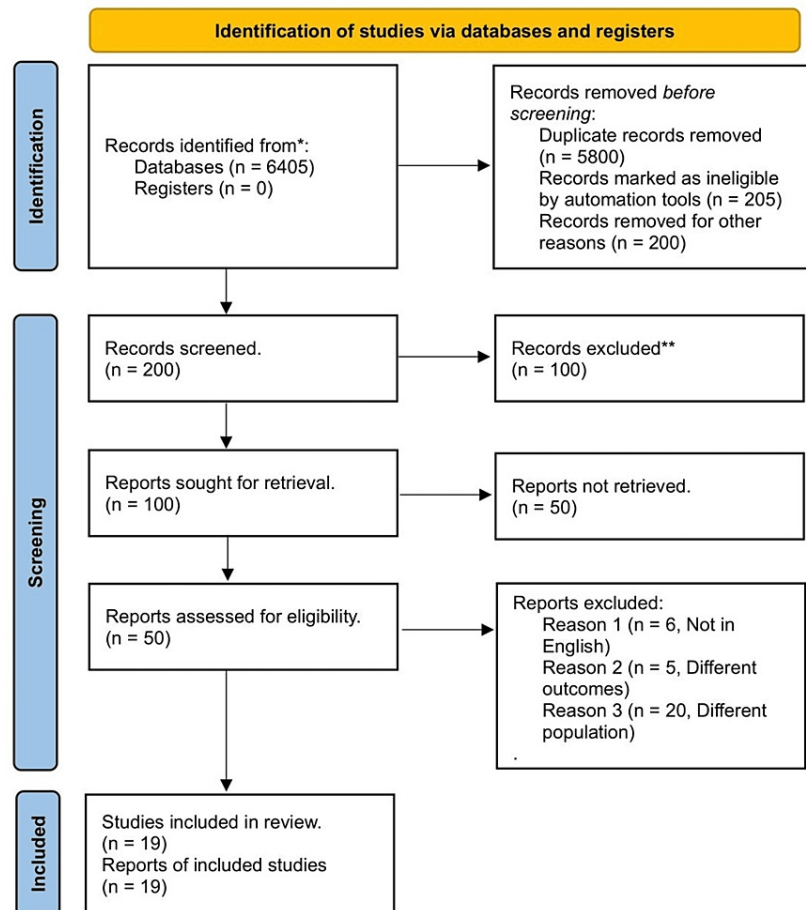 Identification of studies via databases and registers
Identification
Records identified from*:
Databases (n = 6405)
Registers (n = 0)
Records removed before
screening:
Duplicate records removed
(n = 5800)
Records marked as ineligible
by automation tools (n = 205)
Records removed for other
reasons (n = 200)
Screening
Records screened.
(n = 200)
Records excluded**
(n = 100)
Reports sought for retrieval.
(n = 100)
Reports not retrieved.
(n = 50)
Reports assessed for eligibility.
(n = 50)
Reports excluded:
Reason 1 (n = 6, Not in
English)
Reason 2 (n = 5, Different
outcomes)
Reason 3 (n = 20, Different
population)
.
Included
Studies included in review.
(n = 19)
Reports of included studies
(n = 19)